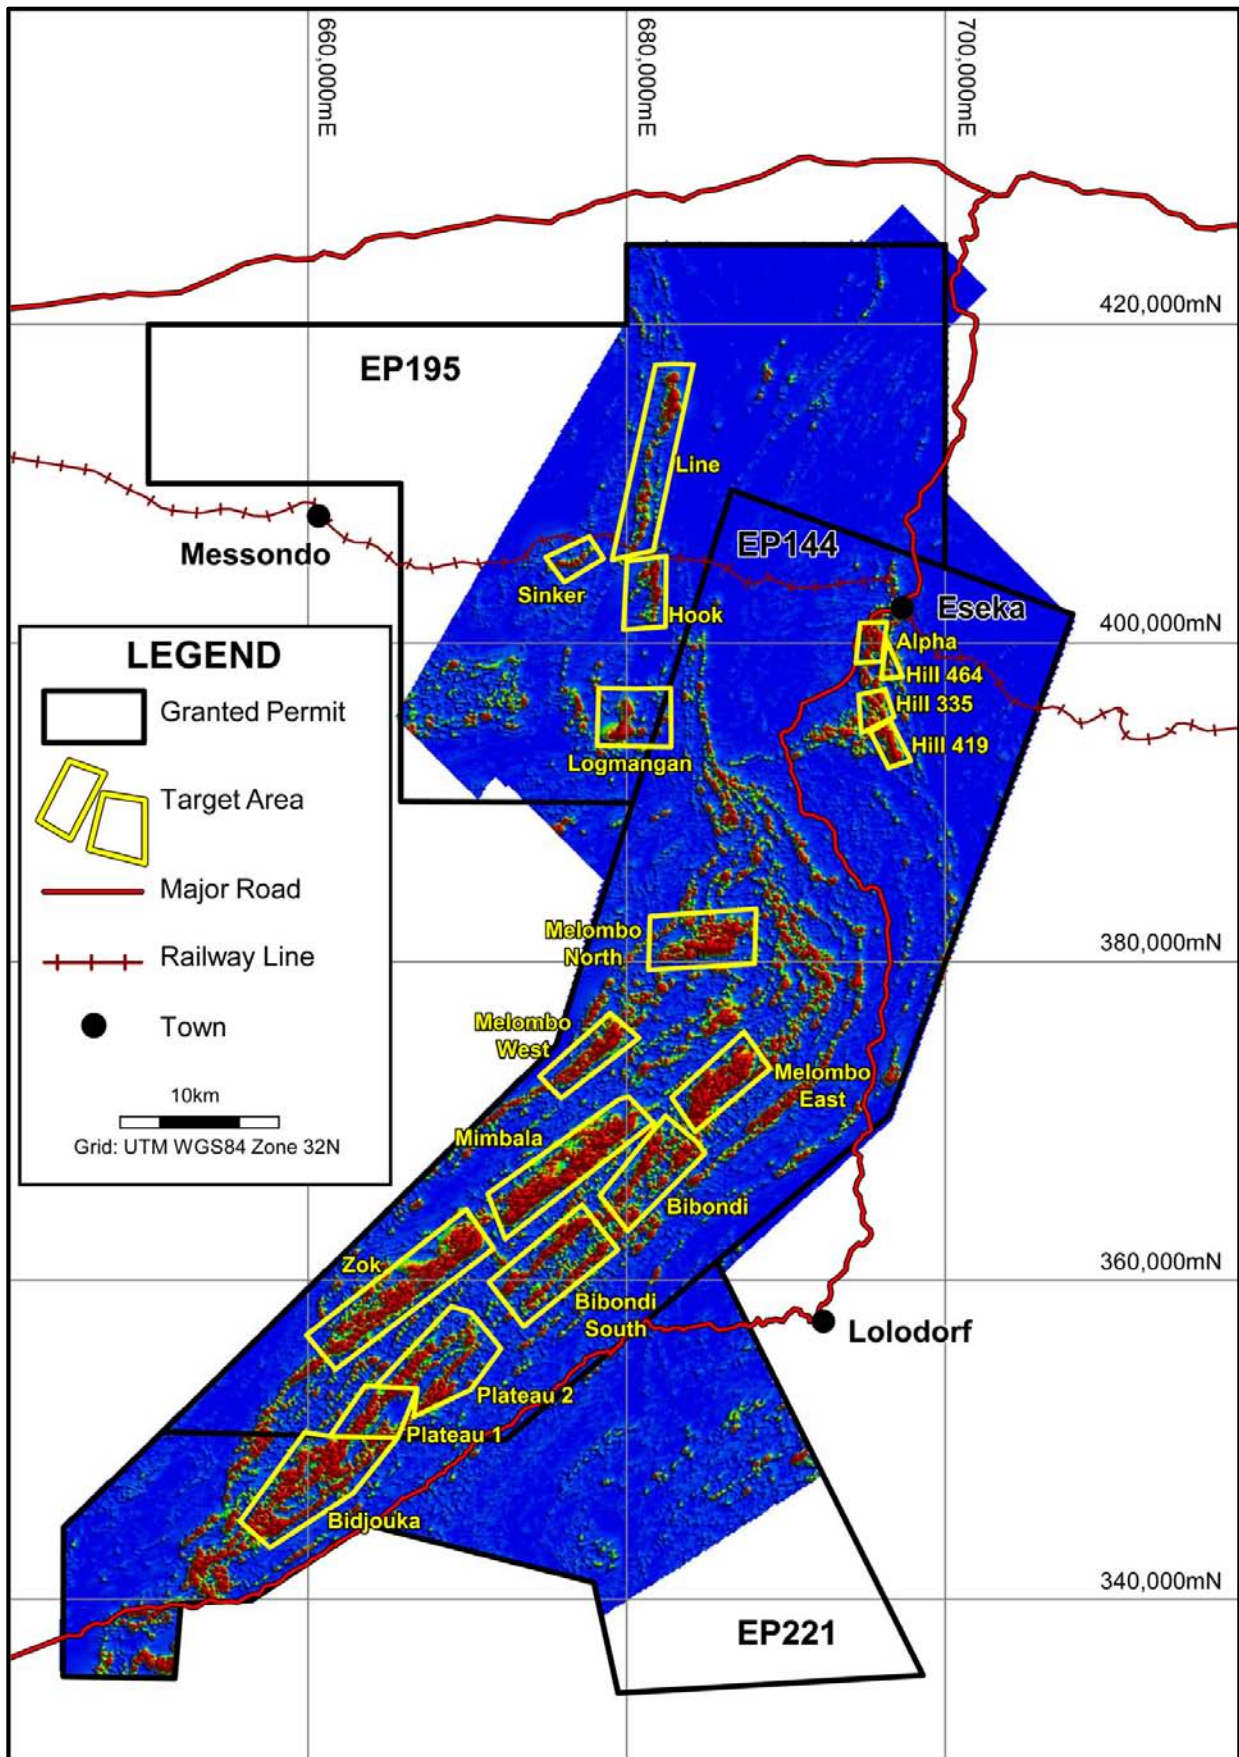 660,000mE
680,000mE
700,000mE
420,000mN
EP195
Line
EP144
Messondo
Sinker
Hook
Eseka
400,000mN
Alpha
Hill 464
Hill 335
Hill 419
Logmangan
LEGEND
Granted Permit
Target Area
Major Road
Railway Line
Town
10km
Grid: UTM WGS84 Zone 32N
Melombo
North
380,000mN
Melombo
West
Melombo
East
Mimbala
Bibondi
Zok
360,000mN
Bibondi
South
Lolodorf
Plateau 2
Plateau 1
Bidjouka
340,000mN
EP221